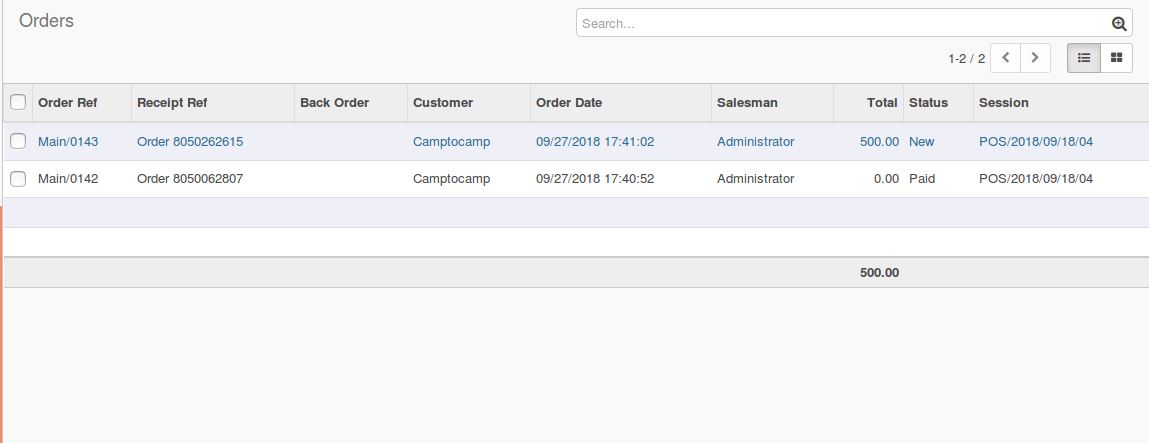 Orders
Search...
1-2 / 2
Order Ref Receipt Ref Back Order Customer Order Date Salesman Total Status Session
Main/0143 Order 8050262615 Camptocamp 09/27/2018 17:41:02 Administrator 500.00 New POS/2018/09/18/04
Main/0142 Order 8050062807 Camptocamp 09/27/2018 17:40:52 Administrator 0.00 Paid POS/2018/09/18/04
500.00